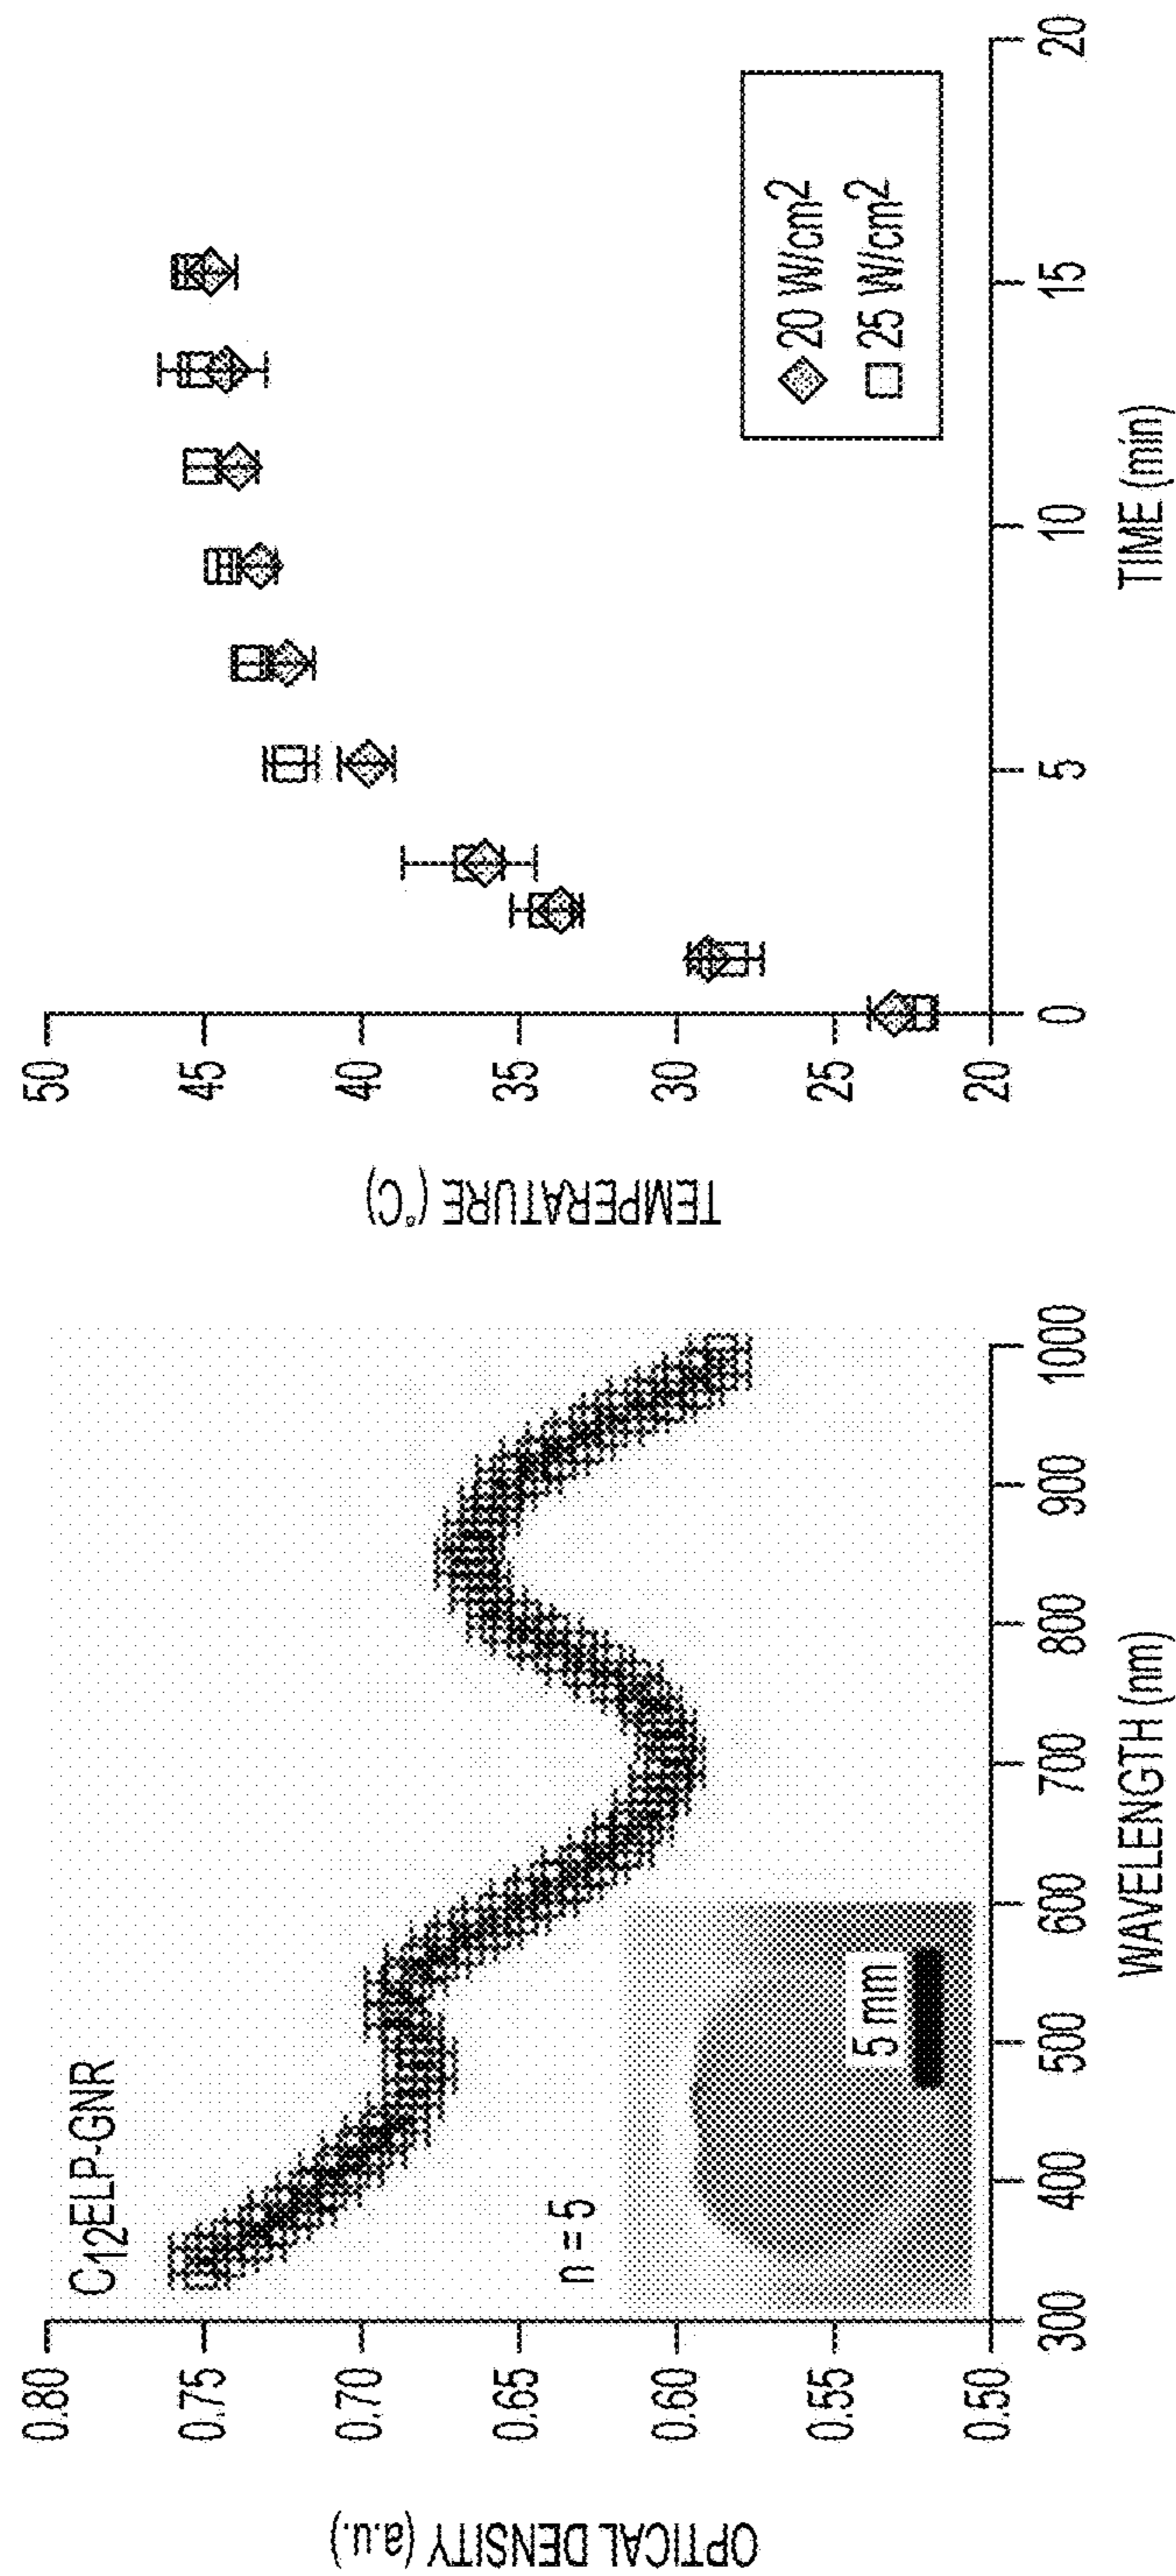 OPTICAL DENSITY (a.u.)
0.80
0.75
0.70
0.65
0.60
0.55
0.50
C12ELP-GNR
n = 5
5 mm
300 400 500 600 700 800 900 1000
WAVELENGTH (nm)
TEMPERATURE (°C)
50
45
40
35
30
25
20
20 W/cm2
25 W/cm2
0 5 10 15 20
TIME (min)